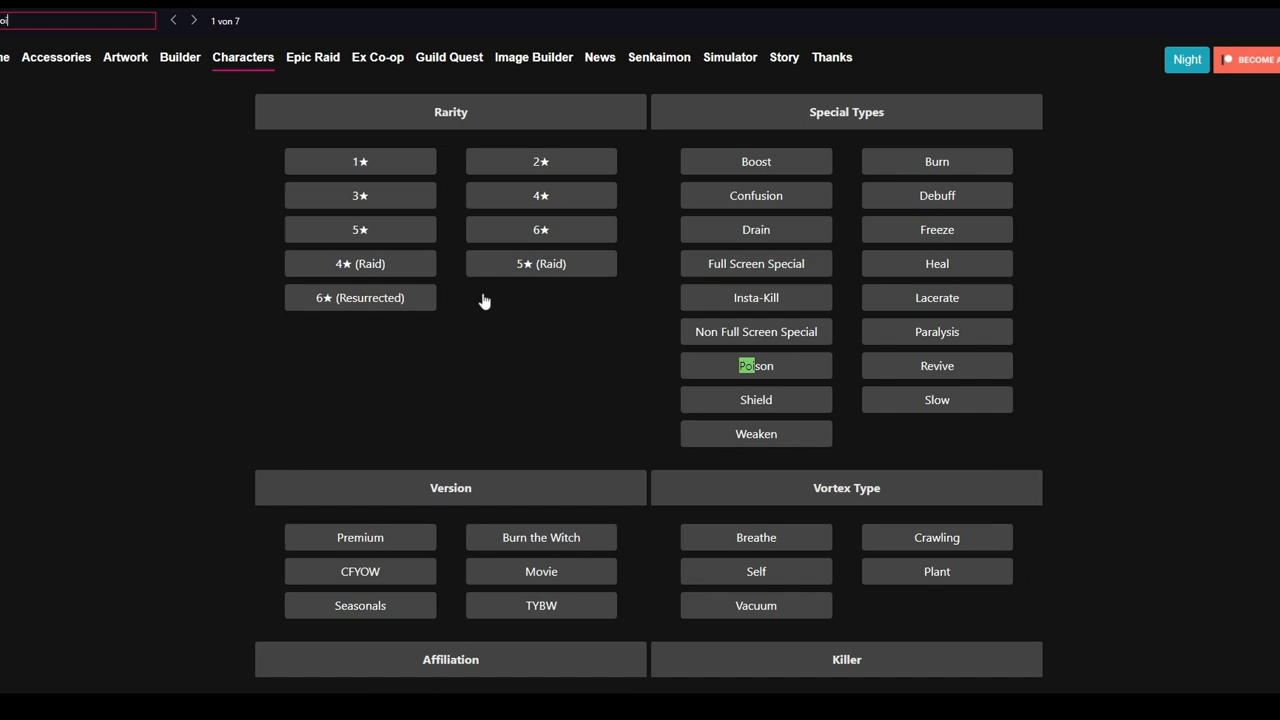 oi
1 von 7
Accessories Artwork Builder Characters Epic Raid Ex Co-op Guild Quest Image Builder News Senkaimon Simulator Story Thanks
Night
BECOME A
Rarity
Special Types
1★ 2★
3★ 4★
5★ 6★
4★ (Raid) 5★ (Raid)
6★ (Resurrected)
Boost Burn
Confusion Debuff
Drain Freeze
Full Screen Special Heal
Insta-Kill Lacerate
Non Full Screen Special Paralysis
Poison Revive
Shield Slow
Weaken
Version
Vortex Type
Premium Burn the Witch
CFYOW Movie
Seasonals TYBW
Breathe Crawling
Self Plant
Vacuum
Affiliation
Killer